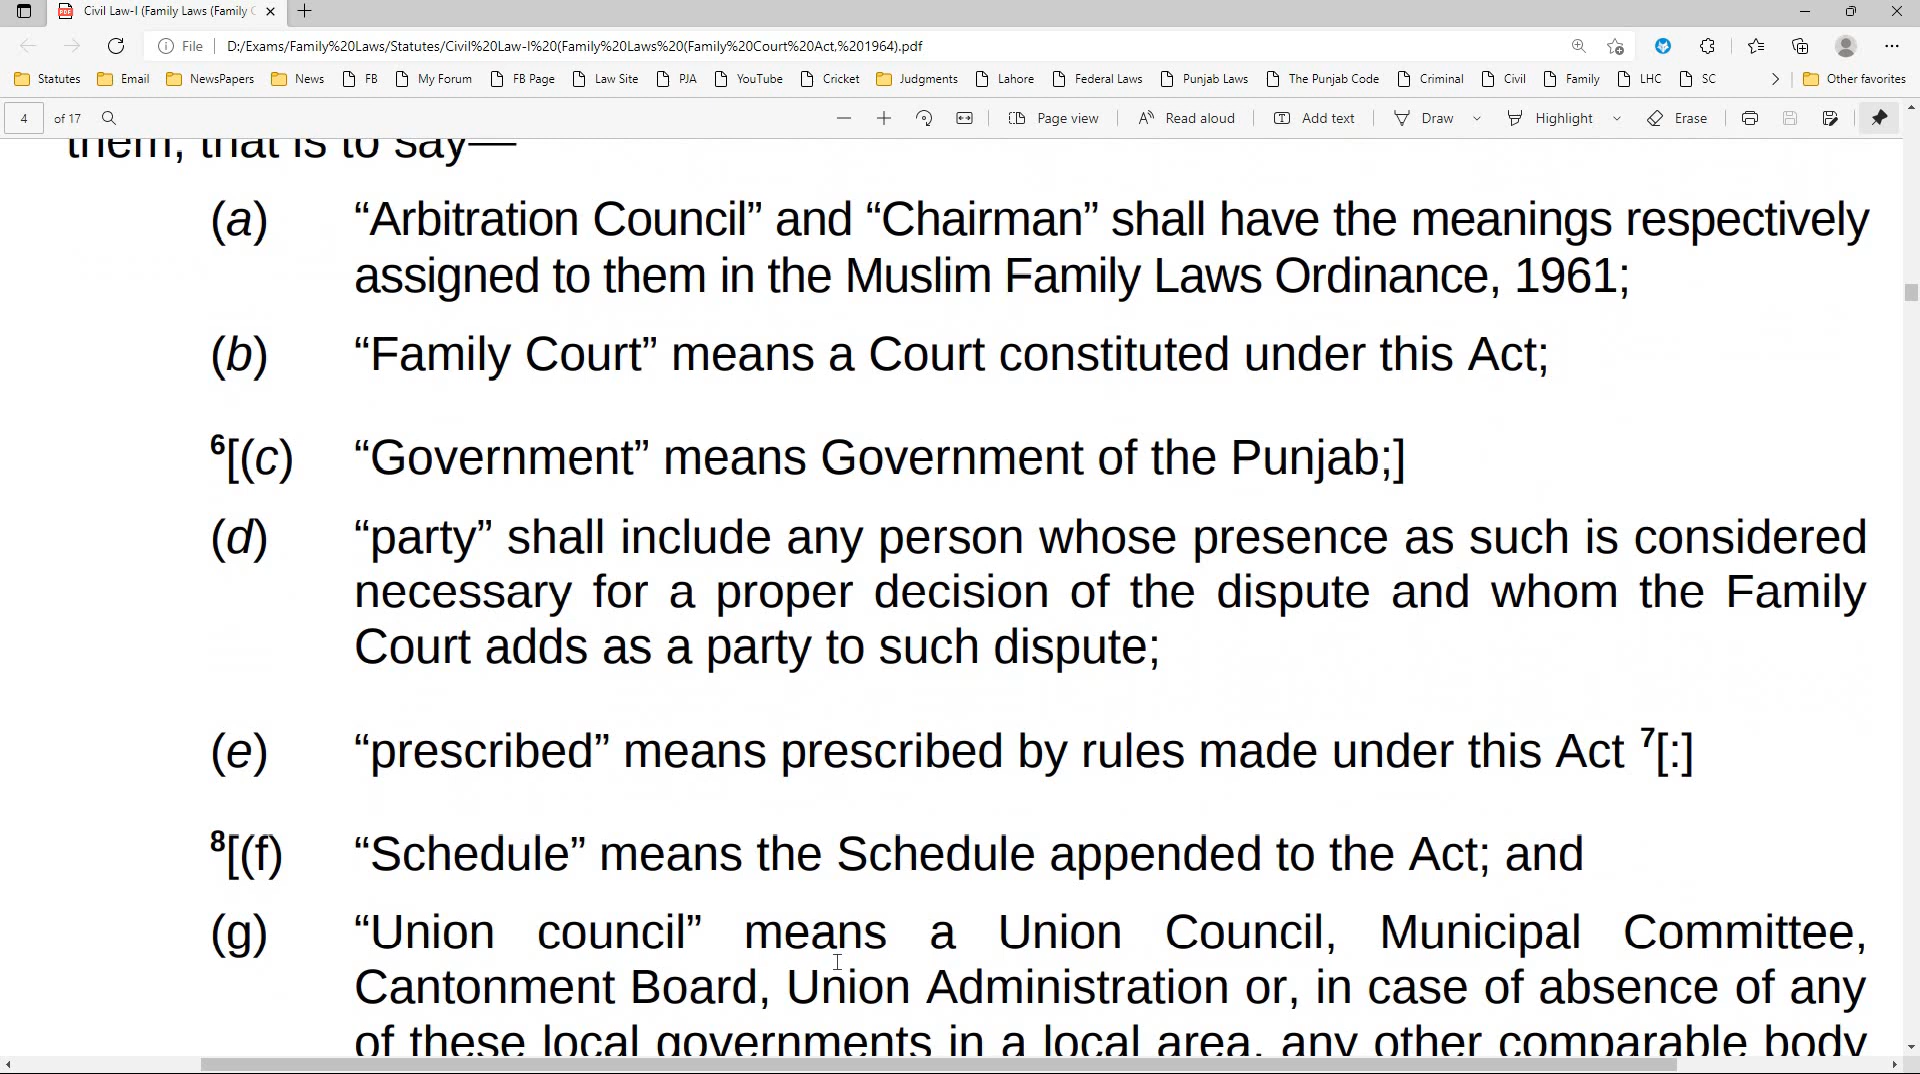 Civil Law-I (Family Laws (Family C
File
D:/Exams/Family%20Laws/Statutes/Civil%20Law-I%20(Family%20Laws%20(Family%20Court%20Act,%201964).pdf
Statutes
Email
NewsPapers
News
FB
My Forum
FB Page
Law Site
PJA
YouTube
Cricket
Judgments
Lahore
Federal Laws
Punjab Laws
The Punjab Code
Criminal
Civil
Family
LHC
SC
Other favorites
4 of 17
Page view
Read aloud
Add text
Draw
Highlight
Erase
them, that is to say—
(a) “Arbitration Council” and “Chairman” shall have the meanings respectively
assigned to them in the Muslim Family Laws Ordinance, 1961;
(b) “Family Court” means a Court constituted under this Act;
6[(c) “Government” means Government of the Punjab;]
(d) “party” shall include any person whose presence as such is considered
necessary for a proper decision of the dispute and whom the Family
Court adds as a party to such dispute;
(e) “prescribed” means prescribed by rules made under this Act 7[:]
8[(f) “Schedule” means the Schedule appended to the Act; and
(g) “Union council” means a Union Council, Municipal Committee,
Cantonment Board, Union Administration or, in case of absence of any
of these local governments in a local area, any other comparable body